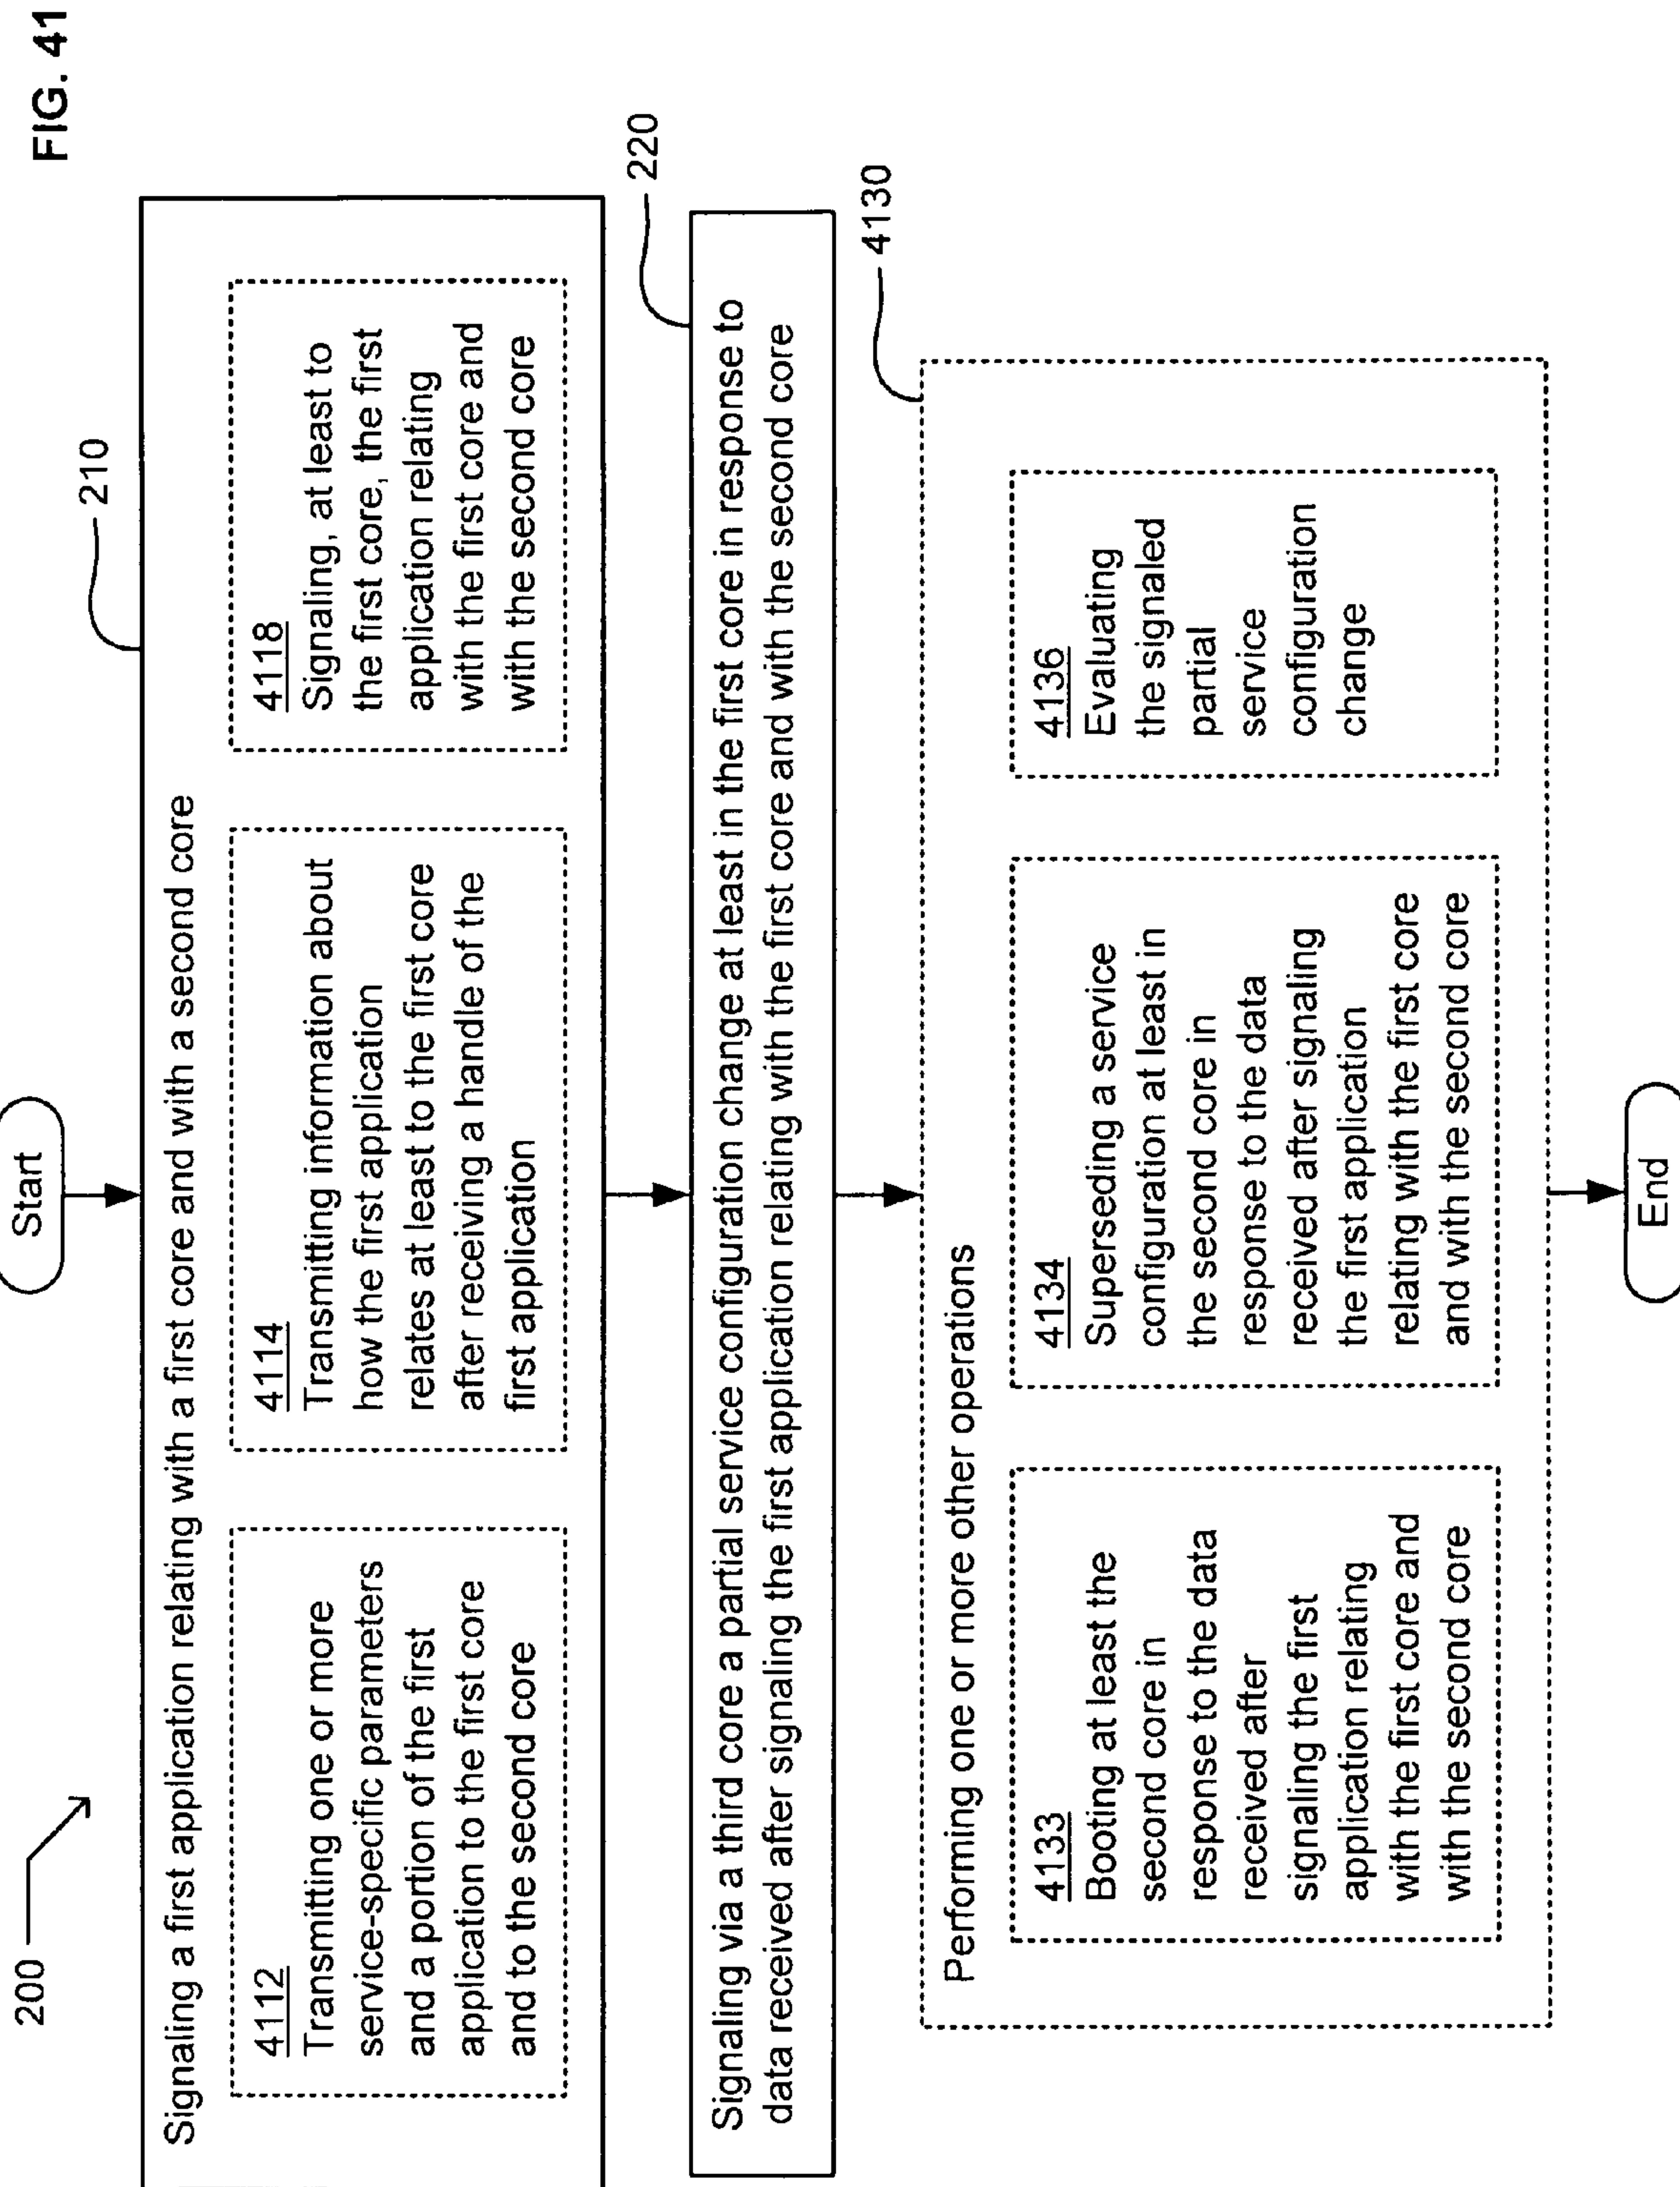 FIG. 41
200
Start
210
Signaling a first application relating with a first core and with a second core
4112
Transmitting one or more
service-specific parameters
and a portion of the first
application to the first core
and to the second core
4114
Transmitting information about
how the first application
relates at least to the first core
after receiving a handle of the
first application
4118
Signaling, at least to
the first core, the first
application relating
with the first core and
with the second core
220
Signaling via a third core a partial service configuration change at least in the first core in response to
data received after signaling the first application relating with the first core and with the second core
4130
Performing one or more other operations
4133
Booting at least the
second core in
response to the data
received after
signaling the first
application relating
with the first core and
with the second core
4134
Superseding a service
configuration at least in
the second core in
response to the data
received after signaling
the first application
relating with the first core
and with the second core
4136
Evaluating
the signaled
partial
service
configuration
change
End